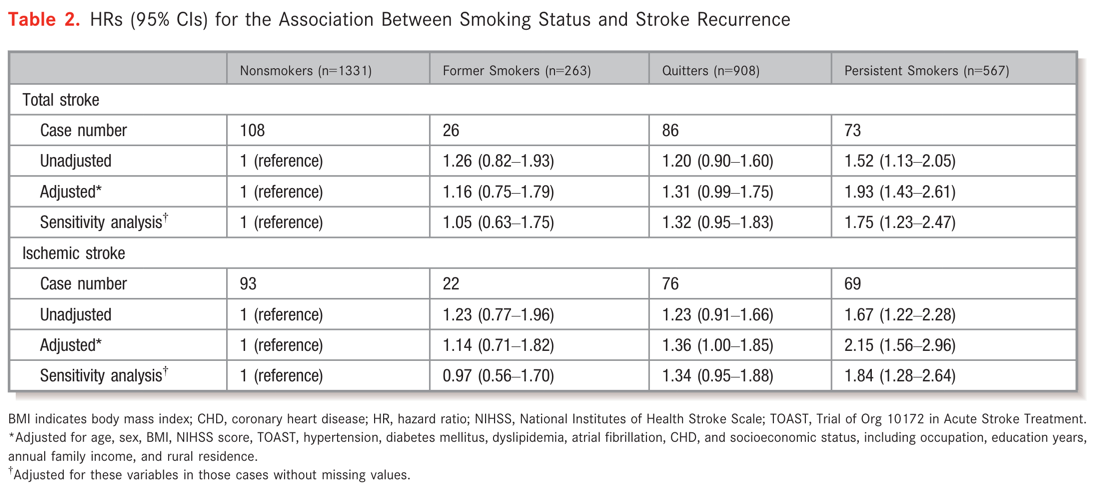 Table 2. HRs (95% CIs) for the Association Between Smoking Status and Stroke Recurrence
Nonsmokers (n=1331) Former Smokers (n=263) Quitters (n=908) Persistent Smokers (n=567)
Total stroke
Case number 108 26 86 73
Unadjusted 1 (reference) 1.26 (0.82–1.93) 1.20 (0.90–1.60) 1.52 (1.13–2.05)
Adjusted* 1 (reference) 1.16 (0.75–1.79) 1.31 (0.99–1.75) 1.93 (1.43–2.61)
Sensitivity analysis† 1 (reference) 1.05 (0.63–1.75) 1.32 (0.95–1.83) 1.75 (1.23–2.47)
Ischemic stroke
Case number 93 22 76 69
Unadjusted 1 (reference) 1.23 (0.77–1.96) 1.23 (0.91–1.66) 1.67 (1.22–2.28)
Adjusted* 1 (reference) 1.14 (0.71–1.82) 1.36 (1.00–1.85) 2.15 (1.56–2.96)
Sensitivity analysis† 1 (reference) 0.97 (0.56–1.70) 1.34 (0.95–1.88) 1.84 (1.28–2.64)
BMI indicates body mass index; CHD, coronary heart disease; HR, hazard ratio; NIHSS, National Institutes of Health Stroke Scale; TOAST, Trial of Org 10172 in Acute Stroke Treatment.
*Adjusted for age, sex, BMI, NIHSS score, TOAST, hypertension, diabetes mellitus, dyslipidemia, atrial fibrillation, CHD, and socioeconomic status, including occupation, education years,
annual family income, and rural residence.
†Adjusted for these variables in those cases without missing values.